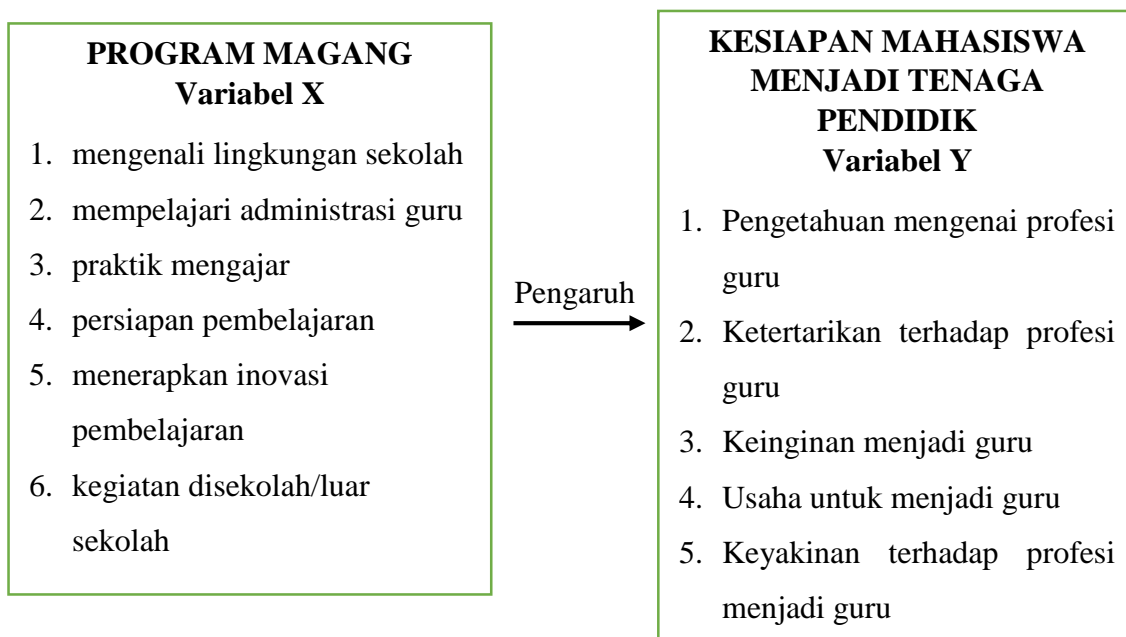 PROGRAM MAGANG
Variabel X
1. mengenali lingkungan sekolah
2. mempelajari administrasi guru
3. praktik mengajar
4. persiapan pembelajaran
5. menerapkan inovasi
pembelajaran
6. kegiatan disekolah/luar
sekolah
Pengaruh
KESIAPAN MAHASISWA
MENJADI TENAGA
PENDIDIK
Variabel Y
1. Pengetahuan mengenai profesi
guru
2. Ketertarikan terhadap profesi
guru
3. Keinginan menjadi guru
4. Usaha untuk menjadi guru
5. Keyakinan terhadap profesi
menjadi guru